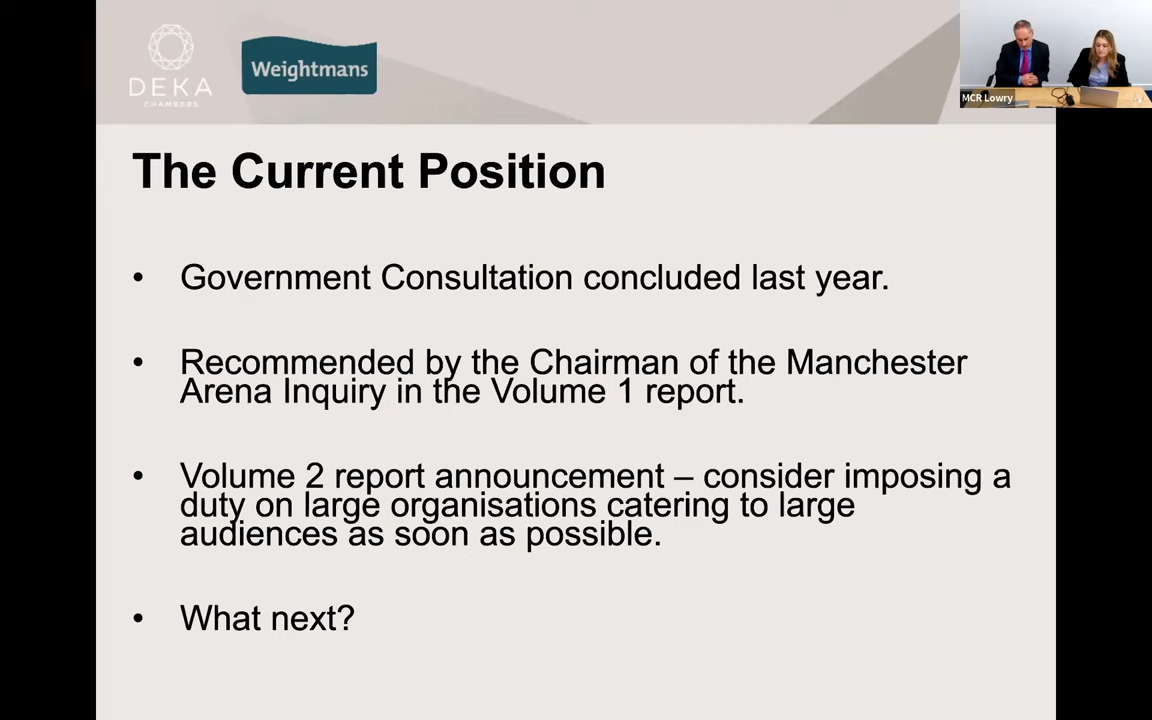 DEKA
CHAMBERS
Weightmans
MCR Lowry
The Current Position
• Government Consultation concluded last year.
• Recommended by the Chairman of the Manchester
Arena Inquiry in the Volume 1 report.
• Volume 2 report announcement – consider imposing a
duty on large organisations catering to large
audiences as soon as possible.
• What next?